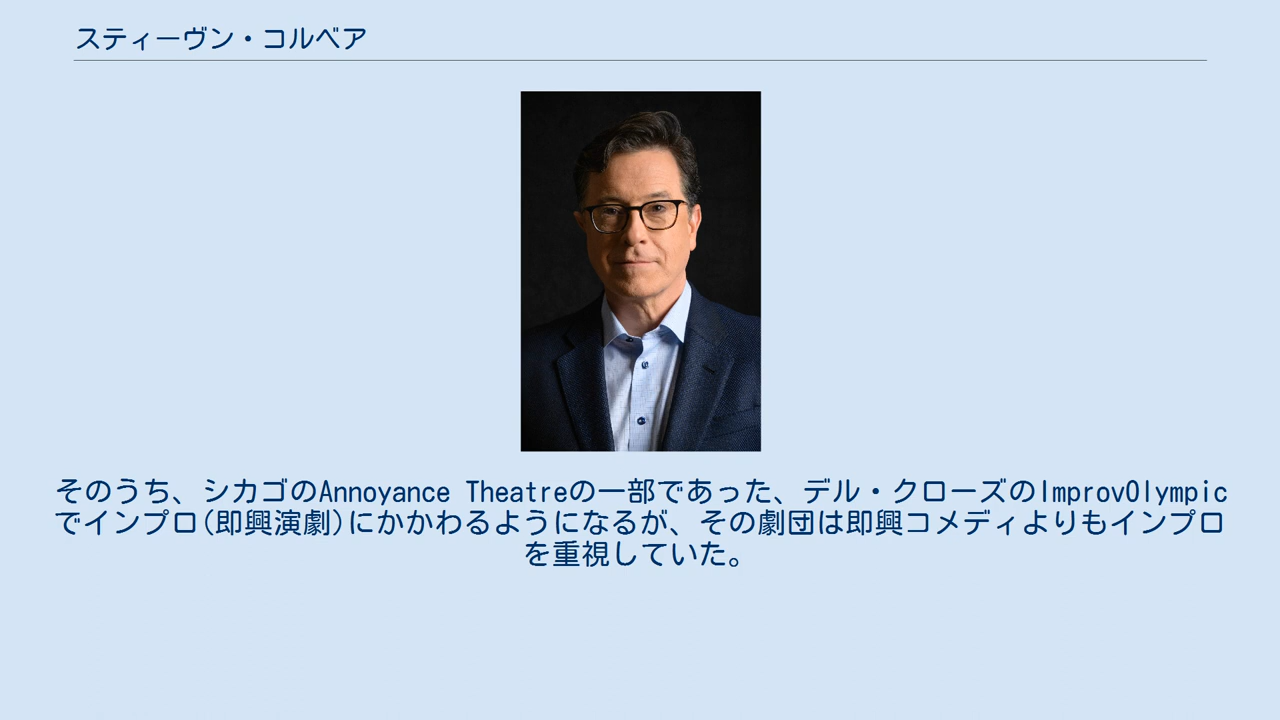 スティーヴン・コルベア
そのうち、シカゴのAnnoyance Theatreの一部であった、デル・クローズのImprovOlympic
でインプロ(即興演劇)にかかわるようになるが、その劇団は即興コメディよりもインプロ
を重視していた。